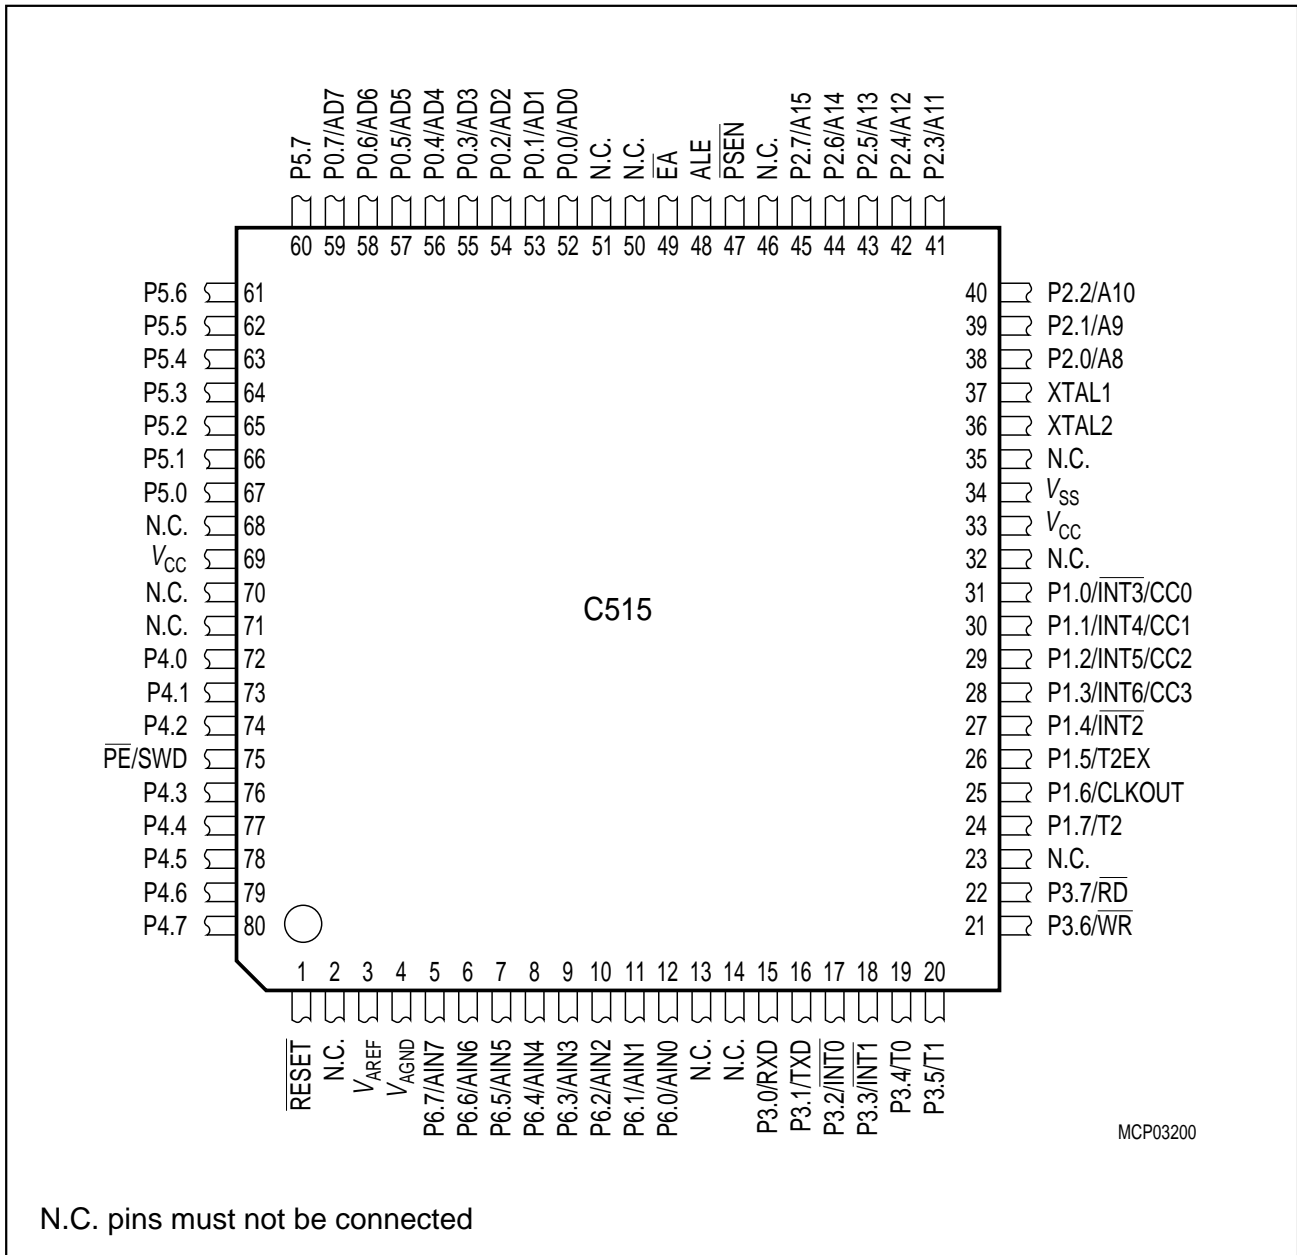 P5.7
P0.7/AD7
P0.6/AD6
P0.5/AD5
P0.4/AD4
P0.3/AD3
P0.2/AD2
P0.1/AD1
P0.0/AD0
N.C.
N.C.
E̅A̅
ALE
P̅S̅E̅N̅
N.C.
P2.7/A15
P2.6/A14
P2.5/A13
P2.4/A12
P2.3/A11
60 59 58 57 56 55 54 53 52 51 50 49 48 47 46 45 44 43 42 41
P5.6 61 40 P2.2/A10
P5.5 62 39 P2.1/A9
P5.4 63 38 P2.0/A8
P5.3 64 37 XTAL1
P5.2 65 36 XTAL2
P5.1 66 35 N.C.
P5.0 67 34 VSS
N.C. 68 33 VCC
VCC 69 32 N.C.
N.C. 70 31 P1.0/I̅N̅T̅3̅/CC0
C515
N.C. 71 30 P1.1/INT4/CC1
P4.0 72 29 P1.2/INT5/CC2
P4.1 73 28 P1.3/INT6/CC3
P4.2 74 27 P1.4/I̅N̅T̅2̅
P̅E̅/SWD 75 26 P1.5/T2EX
P4.3 76 25 P1.6/CLKOUT
P4.4 77 24 P1.7/T2
P4.5 78 23 N.C.
P4.6 79 22 P3.7/R̅D̅
P4.7 80 21 P3.6/W̅R̅
1 2 3 4 5 6 7 8 9 10 11 12 13 14 15 16 17 18 19 20
R̅E̅S̅E̅T̅
N.C.
VAREF
VAGND
P6.7/AIN7
P6.6/AIN6
P6.5/AIN5
P6.4/AIN4
P6.3/AIN3
P6.2/AIN2
P6.1/AIN1
P6.0/AIN0
N.C.
N.C.
P3.0/RXD
P3.1/TXD
P3.2/I̅N̅T̅0̅
P3.3/I̅N̅T̅1̅
P3.4/T0
P3.5/T1
MCP03200
N.C. pins must not be connected